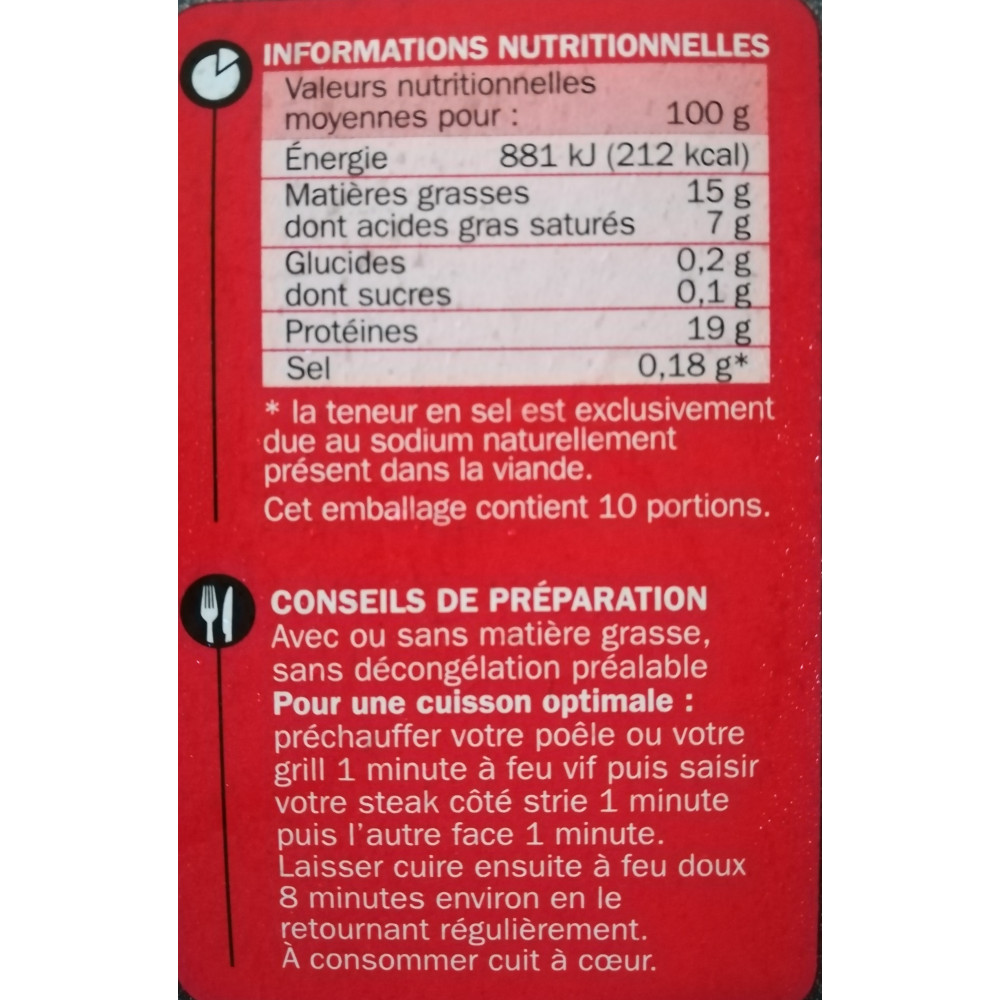 INFORMATIONS NUTRITIONNELLES
Valeurs nutritionnelles
moyennes pour : 100 g
Énergie 881 kJ (212 kcal)
Matières grasses 15 g
dont acides gras saturés 7 g
Glucides 0,2 g
dont sucres 0,1 g
Protéines 19 g
Sel 0,18 g*
* la teneur en sel est exclusivement
due au sodium naturellement
présent dans la viande.
Cet emballage contient 10 portions.
CONSEILS DE PRÉPARATION
Avec ou sans matière grasse,
sans décongélation préalable
Pour une cuisson optimale :
préchauffer votre poêle ou votre
grill 1 minute à feu vif puis saisir
votre steak côté strie 1 minute
puis l'autre face 1 minute.
Laisser cuire ensuite à feu doux
8 minutes environ en le
retournant régulièrement.
À consommer cuit à cœur.